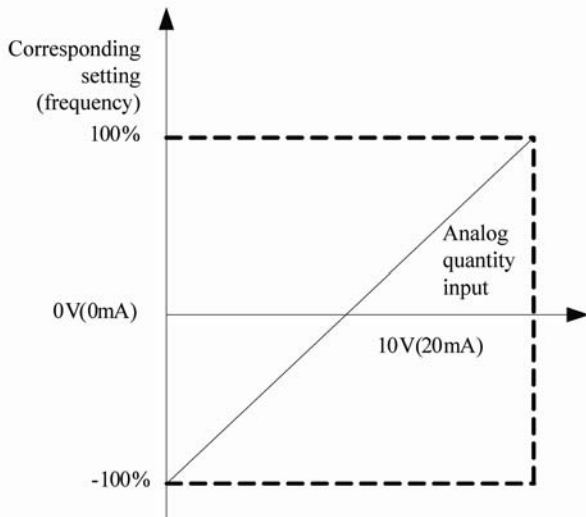 Corresponding
setting
(frequency)
100%
Analog
quantity
input
0V(0mA)
10V(20mA)
-100%